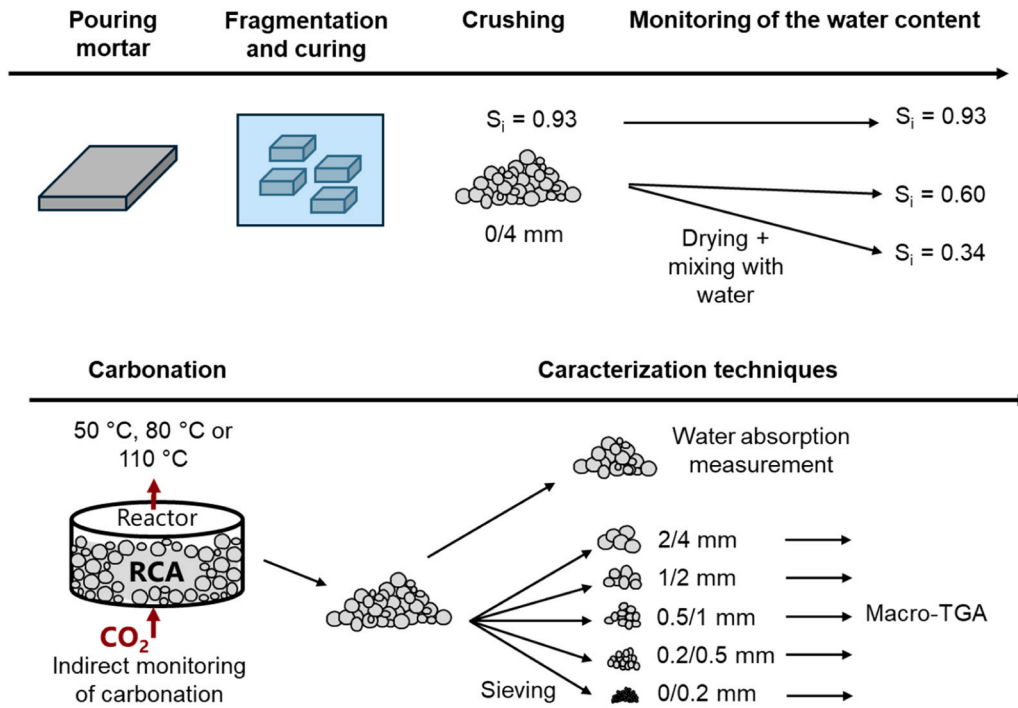 Pouring
mortar
Fragmentation
and curing
Crushing
Monitoring of the water content
Sᵢ = 0.93
0/4 mm
Drying +
mixing with
water
Sᵢ = 0.93
Sᵢ = 0.60
Sᵢ = 0.34
Carbonation
Caracterization techniques
50 °C, 80 °C or
110 °C
Reactor
RCA
CO₂
Indirect monitoring
of carbonation
Water absorption
measurement
2/4 mm
1/2 mm
0.5/1 mm
0.2/0.5 mm
0/0.2 mm
Sieving
Macro-TGA